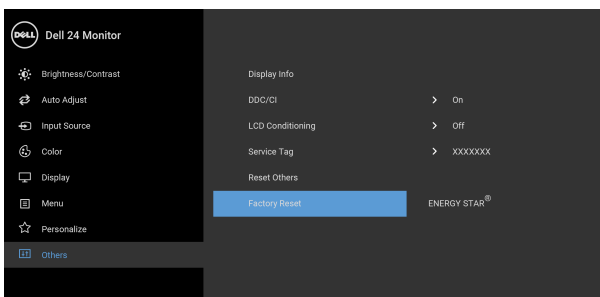 DELL Dell 24 Monitor
Brightness/Contrast
Auto Adjust
Input Source
Color
Display
Menu
Personalize
Others
Display Info
DDC/CI On
LCD Conditioning Off
Service Tag XXXXXXX
Reset Others
Factory Reset ENERGY STAR®